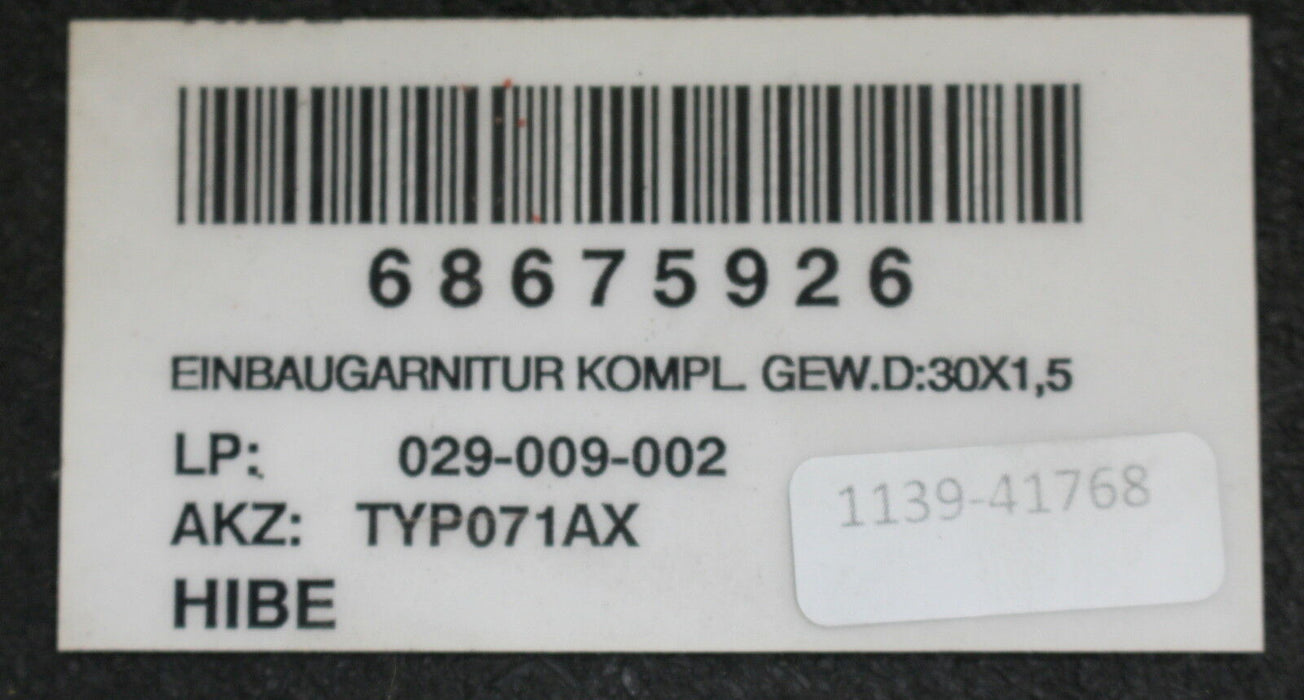 68675926
EINBAUGARNITUR KOMPL. GEW.D:30X1,5
LP: 029-009-002
AKZ: TYP071AX
1139-41768
HIBE